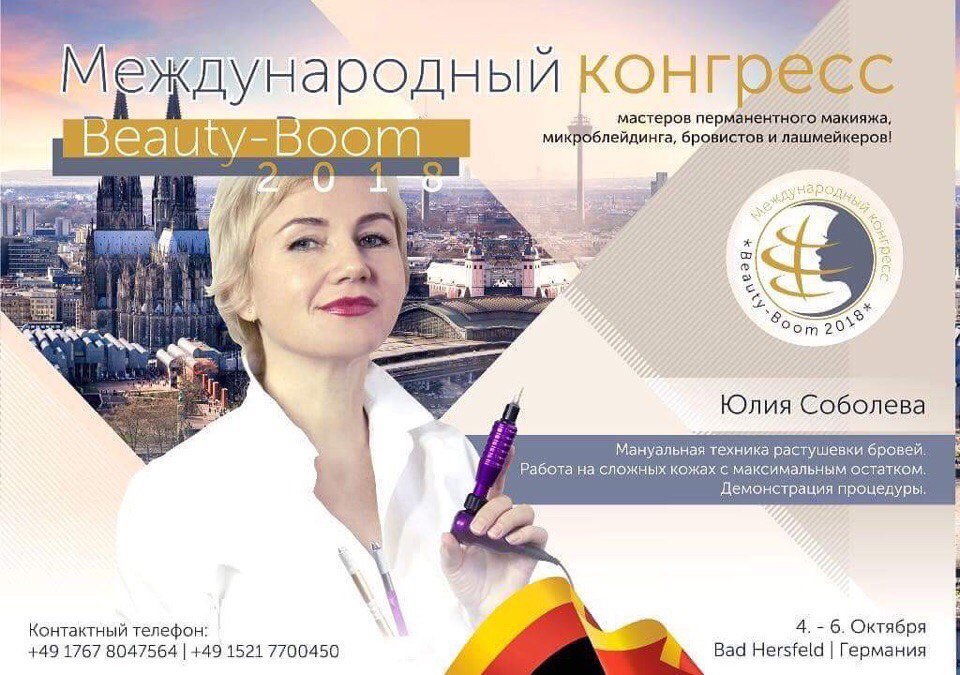 Международный конгресс
мастеров перманентного макияжа,
микроблейдинга, бровистов и лашмейкеров!
Beauty-Boom
2018
Международный конгресс
*Beauty-Boom 2018*
Юлия Соболева
Мануальная техника растушевки бровей.
Работа на сложных кожах с максимальным остатком.
Демонстрация процедуры.
Контактный телефон:
+49 1767 8047564 | +49 1521 7700450
4. - 6. Октября
Bad Hersfeld | Германия